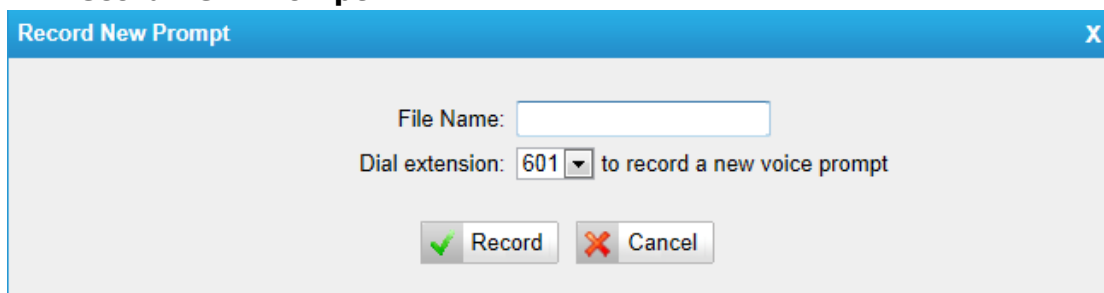 Record New Prompt
X
File Name:
Dial extension: 601 to record a new voice prompt
Record Cancel